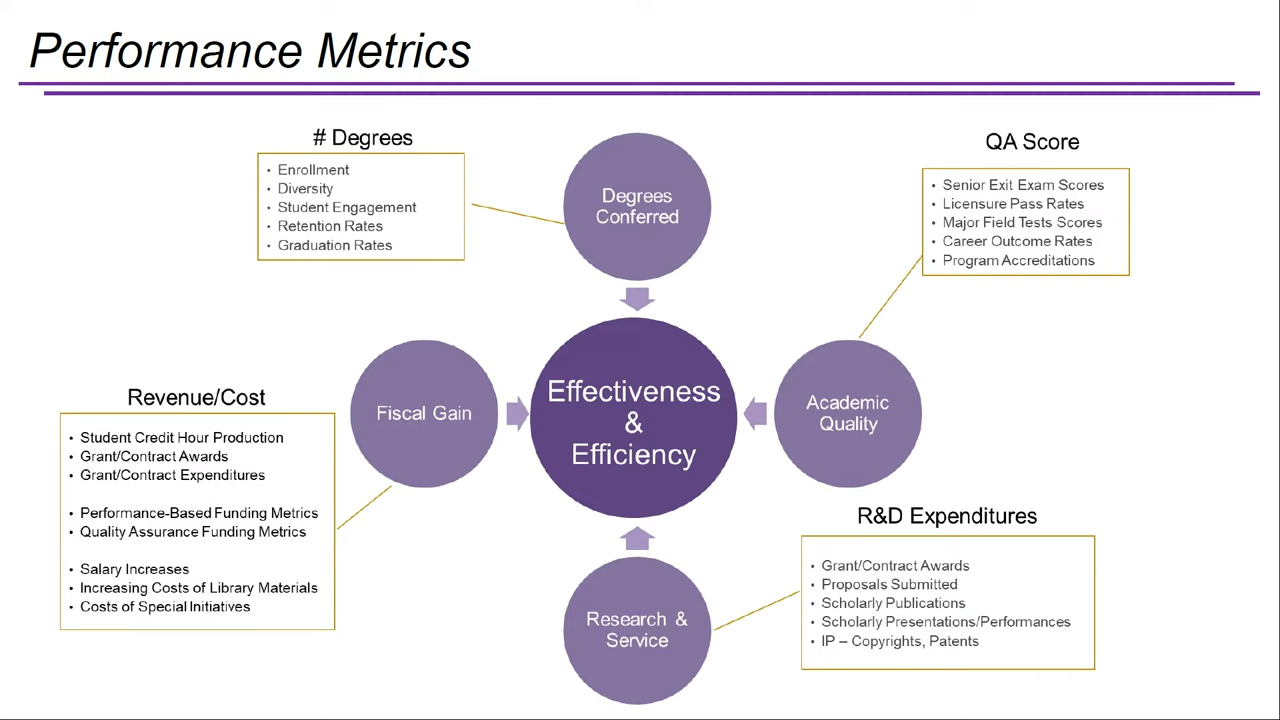 Performance Metrics
# Degrees
• Enrollment
• Diversity
• Student Engagement
• Retention Rates
• Graduation Rates
Degrees
Conferred
QA Score
• Senior Exit Exam Scores
• Licensure Pass Rates
• Major Field Tests Scores
• Career Outcome Rates
• Program Accreditations
Revenue/Cost
• Student Credit Hour Production
• Grant/Contract Awards
• Grant/Contract Expenditures
• Performance-Based Funding Metrics
• Quality Assurance Funding Metrics
• Salary Increases
• Increasing Costs of Library Materials
• Costs of Special Initiatives
Fiscal Gain
Effectiveness
&
Efficiency
Academic
Quality
R&D Expenditures
• Grant/Contract Awards
• Proposals Submitted
• Scholarly Publications
• Scholarly Presentations/Performances
• IP – Copyrights, Patents
Research &
Service